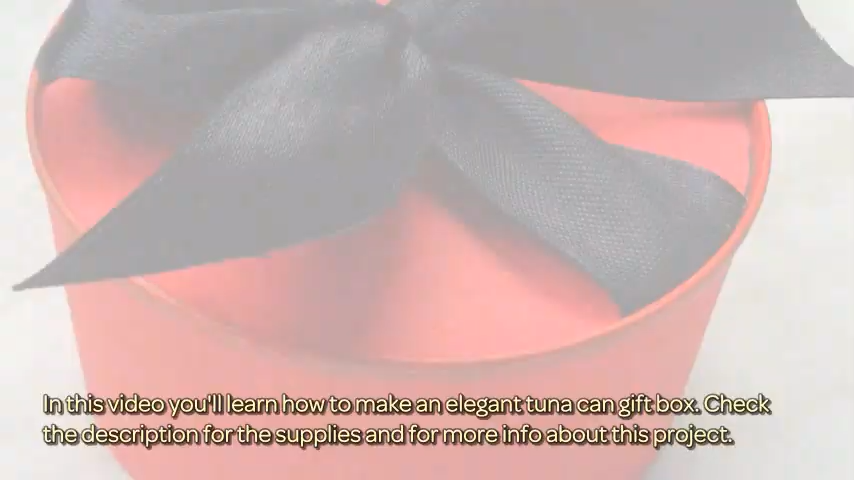 In this video you'll learn how to make an elegant tuna can gift box. Check
the description for the supplies and for more info about this project.